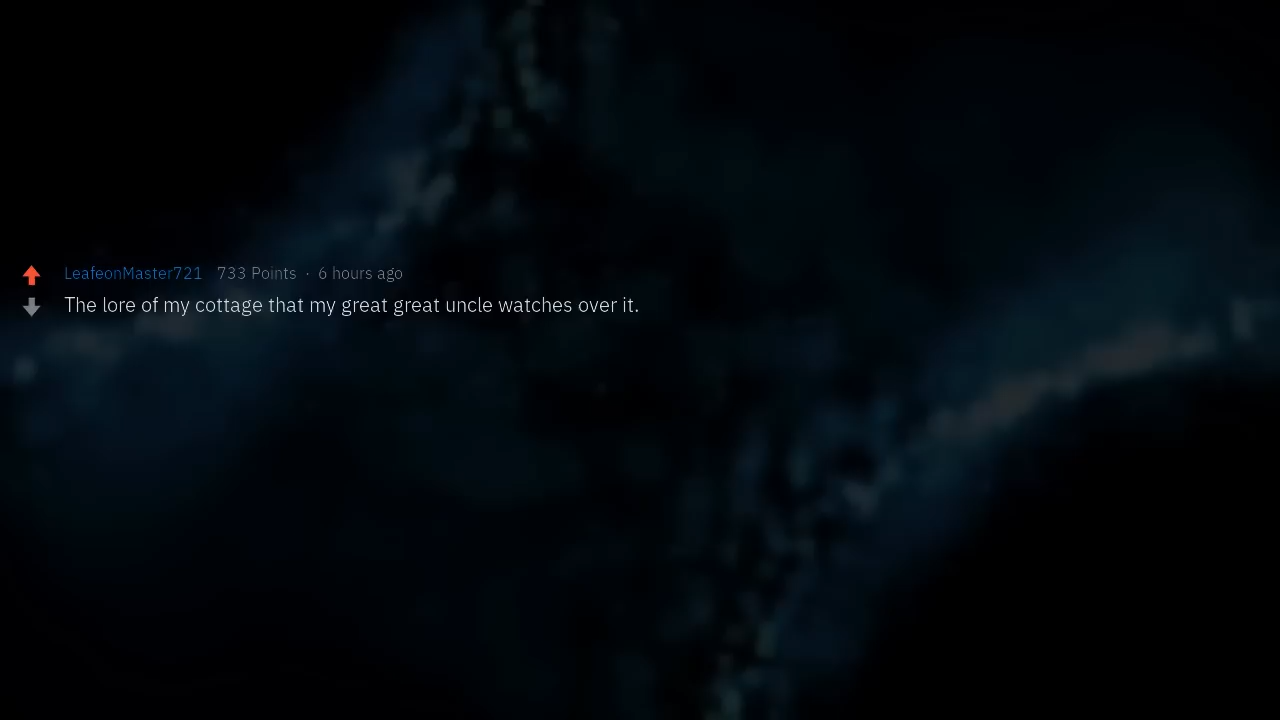 LeafeonMaster721 733 Points · 6 hours ago
The lore of my cottage that my great great uncle watches over it.